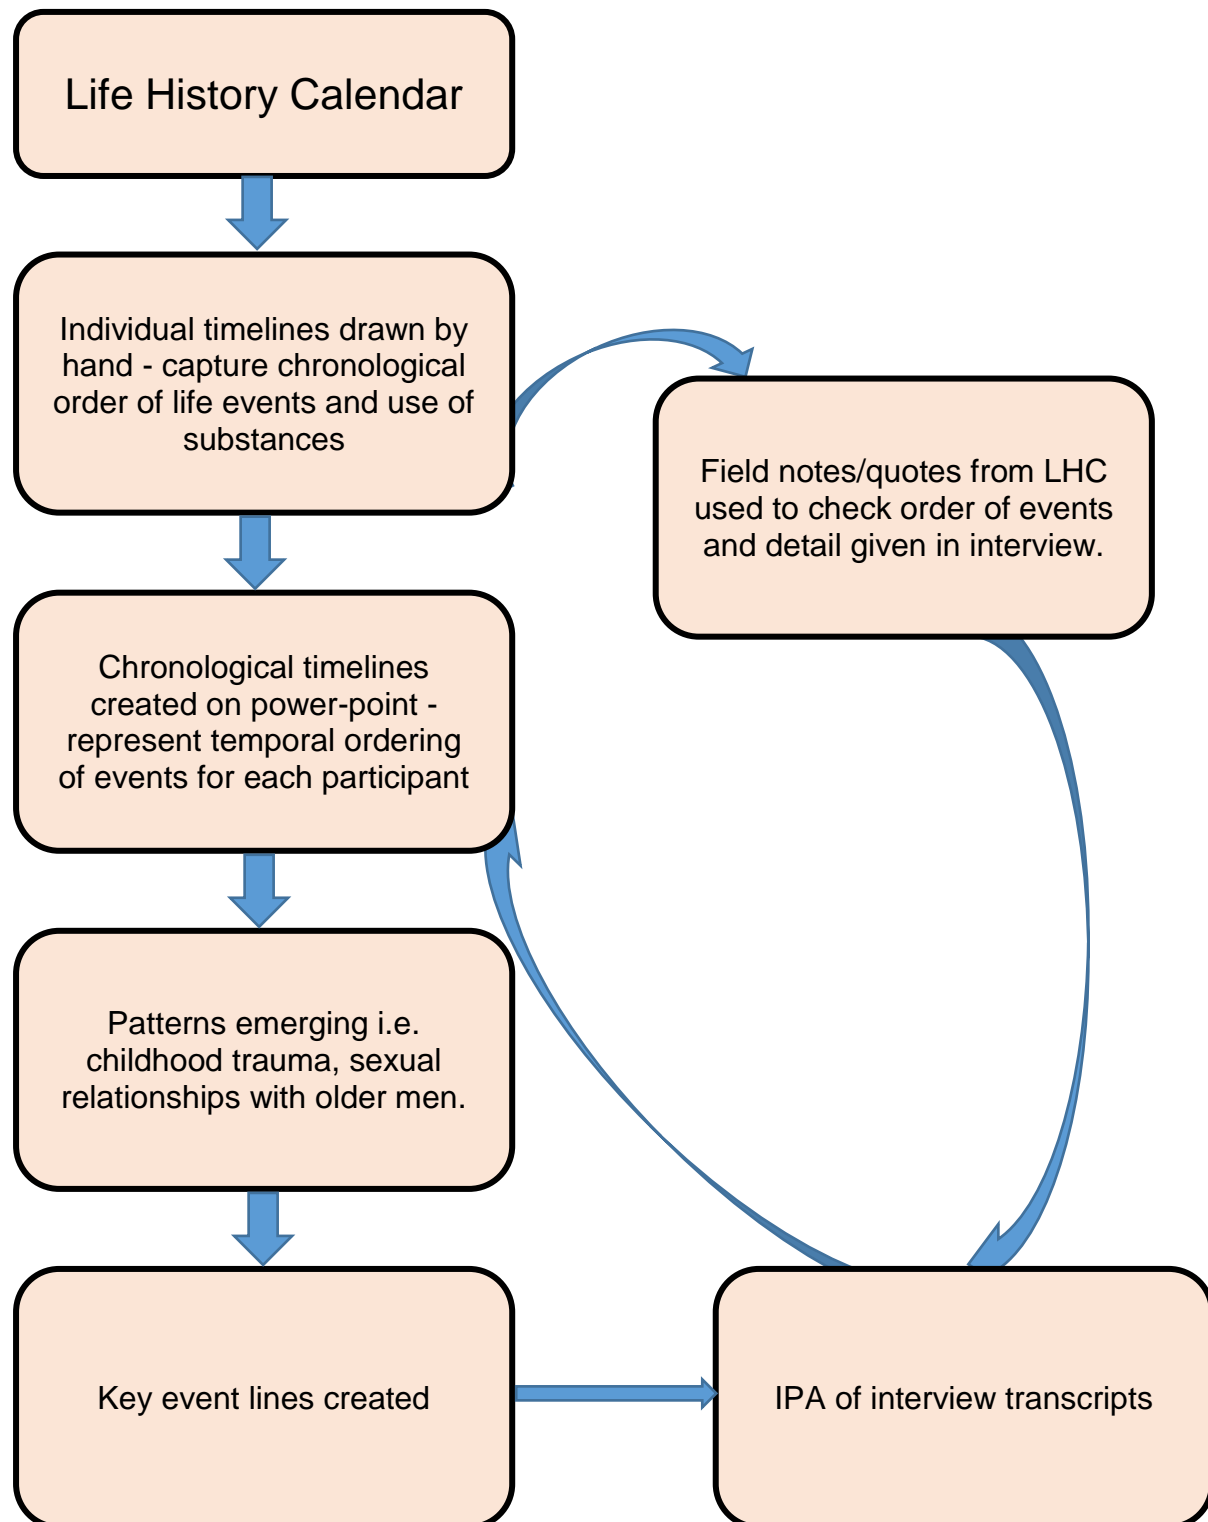 Life History Calendar
Individual timelines drawn by
hand - capture chronological
order of life events and use of
substances
Field notes/quotes from LHC
used to check order of events
and detail given in interview.
Chronological timelines
created on power-point -
represent temporal ordering
of events for each participant
Patterns emerging i.e.
childhood trauma, sexual
relationships with older men.
Key event lines created
IPA of interview transcripts